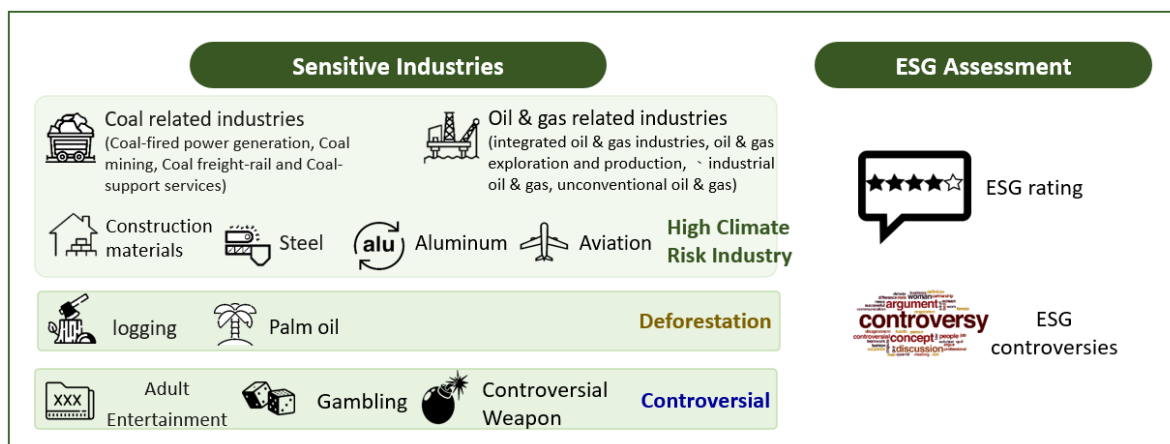 Sensitive Industries
ESG Assessment
Coal related industries
(Coal-fired power generation, Coal
mining, Coal freight-rail and Coal-
support services)
Oil & gas related industries
(integrated oil & gas industries, oil & gas
exploration and production, 、industrial
oil & gas, unconventional oil & gas)
Construction
materials
Steel
alu
Aluminum
Aviation
High Climate
Risk Industry
ESG rating
logging
Palm oil
Deforestation
woman
argument
controversy
concept
people
discussion
ESG
controversies
XXX
Adult
Entertainment
Gambling
Controversial
Weapon
Controversial